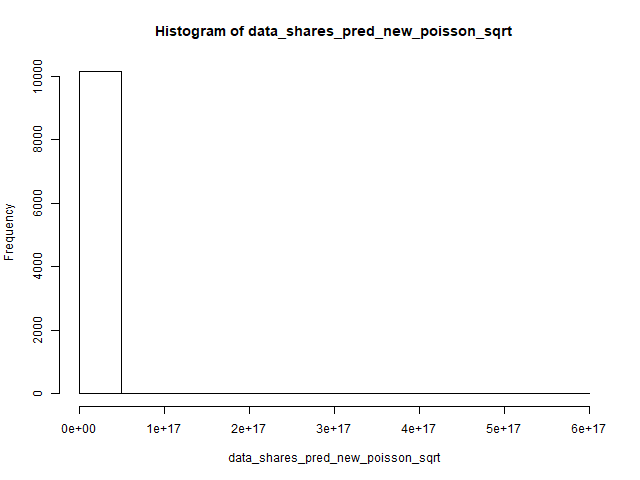 Histogram of data_shares_pred_new_poisson_sqrt
Frequency
10000
8000
6000
4000
2000
0
0e+00 1e+17 2e+17 3e+17 4e+17 5e+17 6e+17
data_shares_pred_new_poisson_sqrt